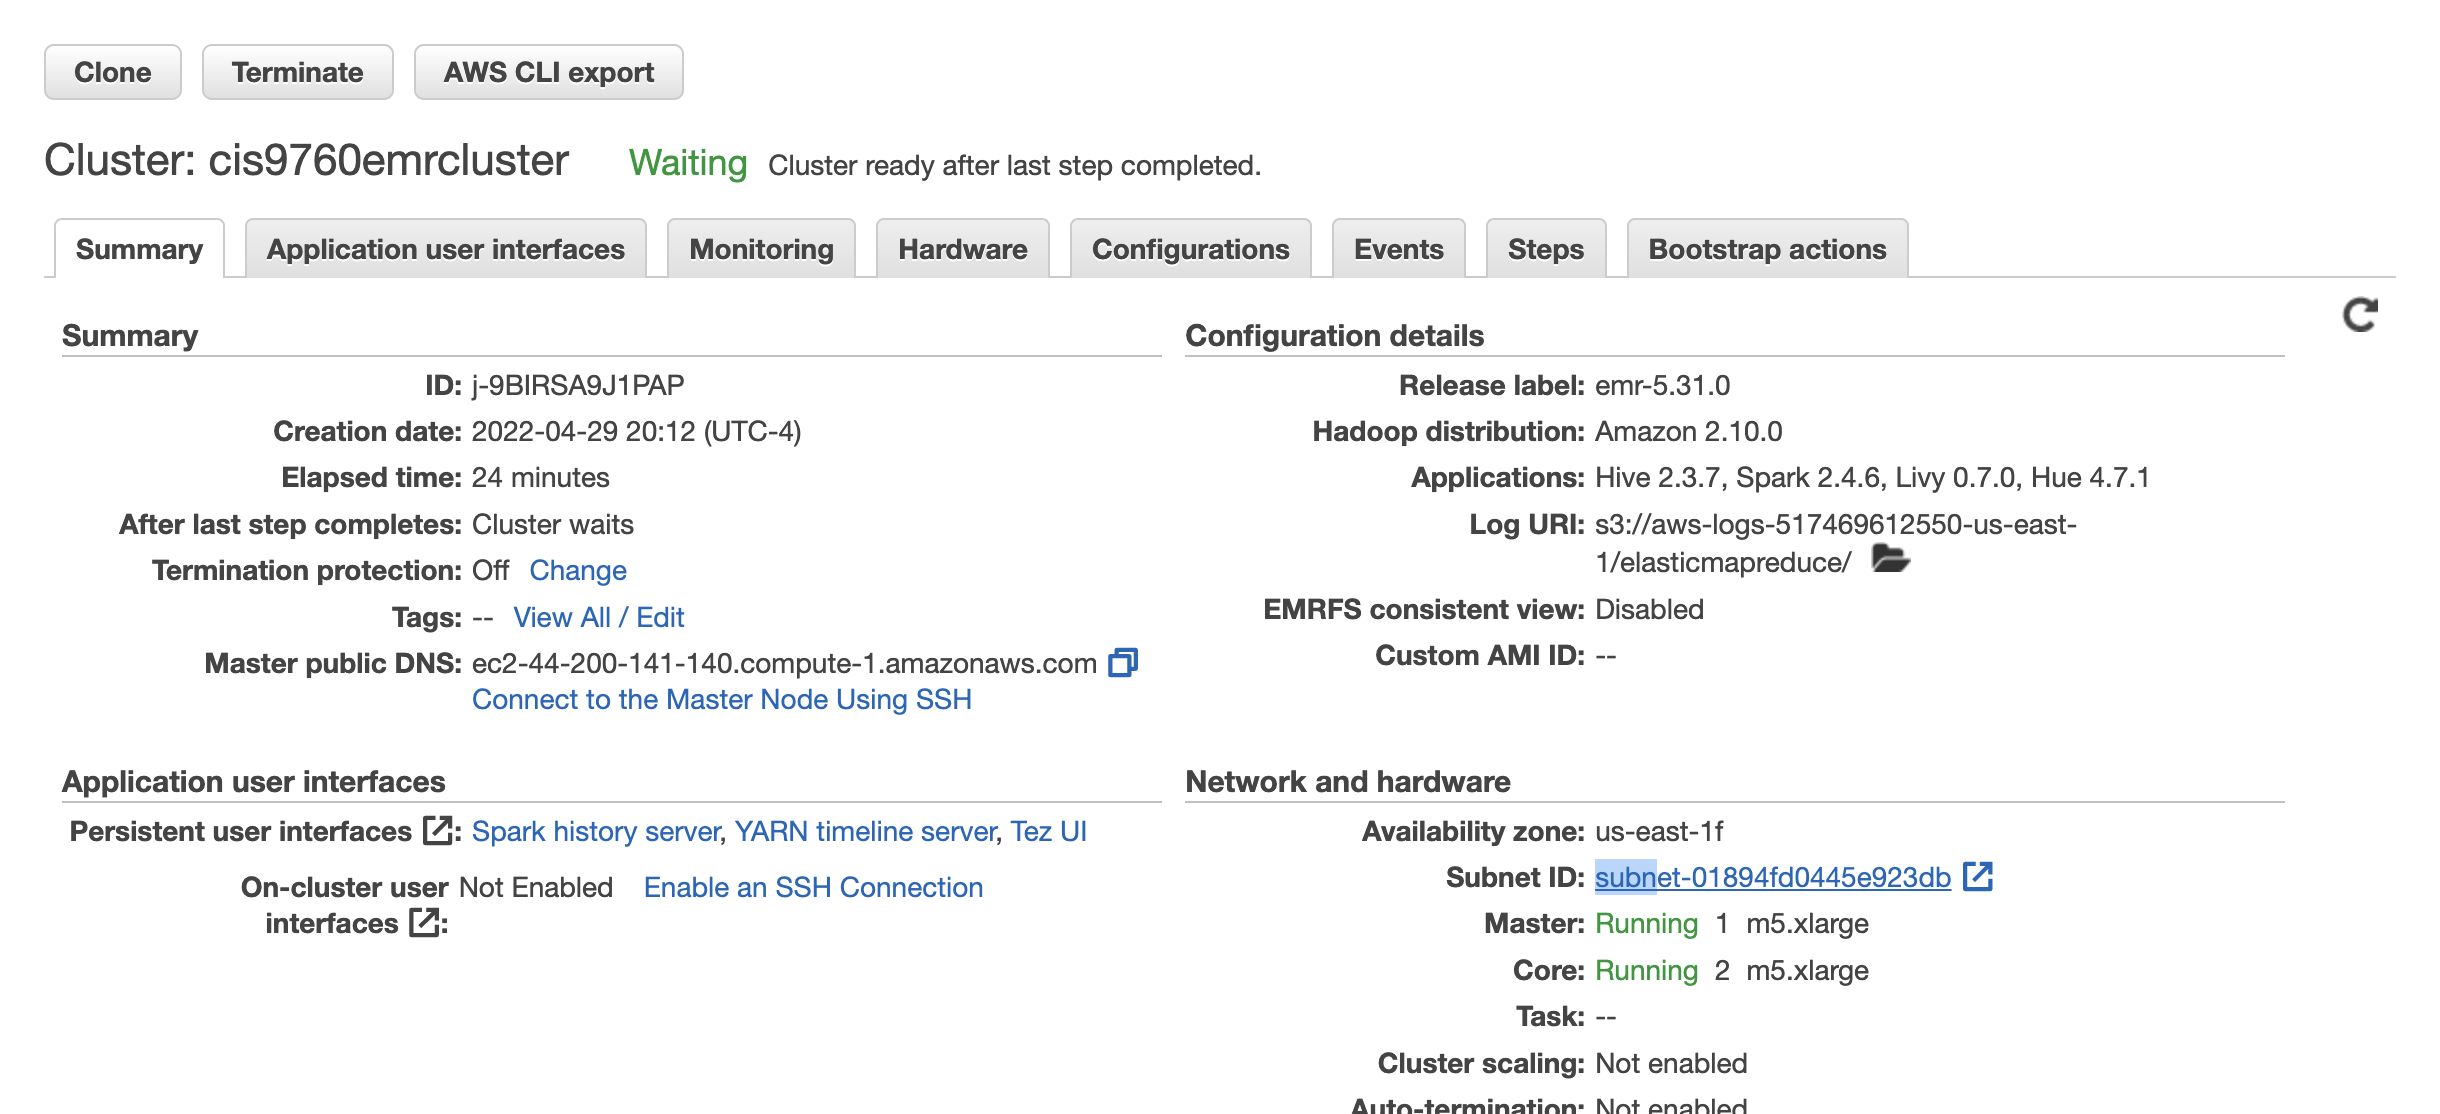 Clone Terminate AWS CLI export
Cluster: cis9760emrcluster Waiting Cluster ready after last step completed.
Summary Application user interfaces Monitoring Hardware Configurations Events Steps Bootstrap actions
Summary
ID: j-9BIRSA9J1PAP
Creation date: 2022-04-29 20:12 (UTC-4)
Elapsed time: 24 minutes
After last step completes: Cluster waits
Termination protection: Off Change
Tags: -- View All / Edit
Master public DNS: ec2-44-200-141-140.compute-1.amazonaws.com
Connect to the Master Node Using SSH
Configuration details
Release label: emr-5.31.0
Hadoop distribution: Amazon 2.10.0
Applications: Hive 2.3.7, Spark 2.4.6, Livy 0.7.0, Hue 4.7.1
Log URI: s3://aws-logs-517469612550-us-east-
1/elasticmapreduce/
EMRFS consistent view: Disabled
Custom AMI ID: --
Application user interfaces
Persistent user interfaces : Spark history server, YARN timeline server, Tez UI
On-cluster user Not Enabled Enable an SSH Connection
interfaces :
Network and hardware
Availability zone: us-east-1f
Subnet ID: subnet-01894fd0445e923db
Master: Running 1 m5.xlarge
Core: Running 2 m5.xlarge
Task: --
Cluster scaling: Not enabled
Auto-termination: Not enabled